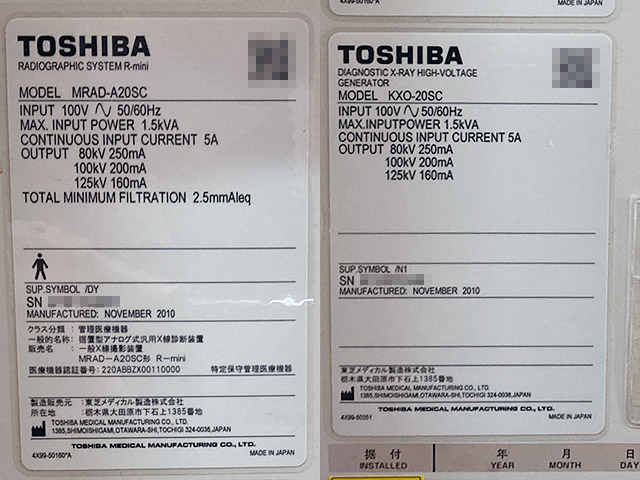 TOSHIBA
RADIOGRAPHIC SYSTEM R-mini
MODEL MRAD-A20SC
INPUT 100V 50/60Hz
MAX. INPUT POWER 1.5kVA
CONTINUOUS INPUT CURRENT 5A
OUTPUT 80kV 250mA
100kV 200mA
125kV 160mA
TOTAL MINIMUM FILTRATION 2.5mmAleq
SUP.SYMBOL /DY
SN
MANUFACTURED: NOVEMBER 2010
クラス分類 : 管理医療機器
一般的名称: 据置型アナログ式汎用X線診断装置
販売名 : 一般X線撮影装置
MRAD-A20SC形 R-mini
医療機器認証番号: 220ABBZX00110000 特定保守管理医療機器
製造販売元 : 東芝メディカル製造株式会社
所在地 : 栃木県大田原市下石上1385番地
TOSHIBA MEDICAL MANUFACTURING CO., LTD.
1385,SHIMOISHIGAMI,OTAWARA-SHI,TOCHIGI 324-0036,JAPAN
TOSHIBA MEDICAL MANUFACTURING CO., LTD.
4X99-50160*A MADE IN JAPAN
4X99-50160*A MADE IN JAPAN
TOSHIBA
DIAGNOSTIC X-RAY HIGH-VOLTAGE
GENERATOR
MODEL KXO-20SC
INPUT 100V 50/60Hz
MAX.INPUTPOWER 1.5kVA
CONTINUOUS INPUT CURRENT 5A
OUTPUT 80kV 250mA
100kV 200mA
125kV 160mA
SUP.SYMBOL /N1
SN
MANUFACTURED: NOVEMBER 2010
東芝メディカル製造株式会社
栃木県大田原市下石上1385番地
TOSHIBA MEDICAL MANUFACTURING CO., LTD.
1385,SHIMOISHIGAMI,OTAWARA-SHI,TOCHIGI 324-0036,JAPAN
TOSHIBA MEDICAL MANUFACTURING CO., LTD.
4X99-50351 MADE IN JAPAN
据付 年 月 日
INSTALLED YEAR MONTH DAY